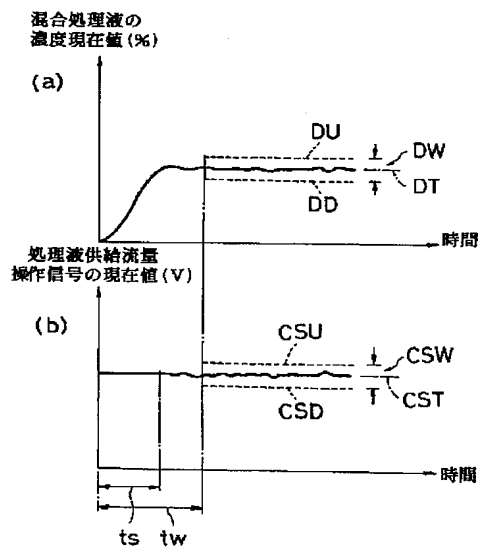 混合処理液の
濃度現在値(%)
(a)
DU
DW
DT
DD
時間
処理液供給流量
操作信号の現在値(V)
(b)
CSU
CSW
CST
CSD
時間
ts
tw